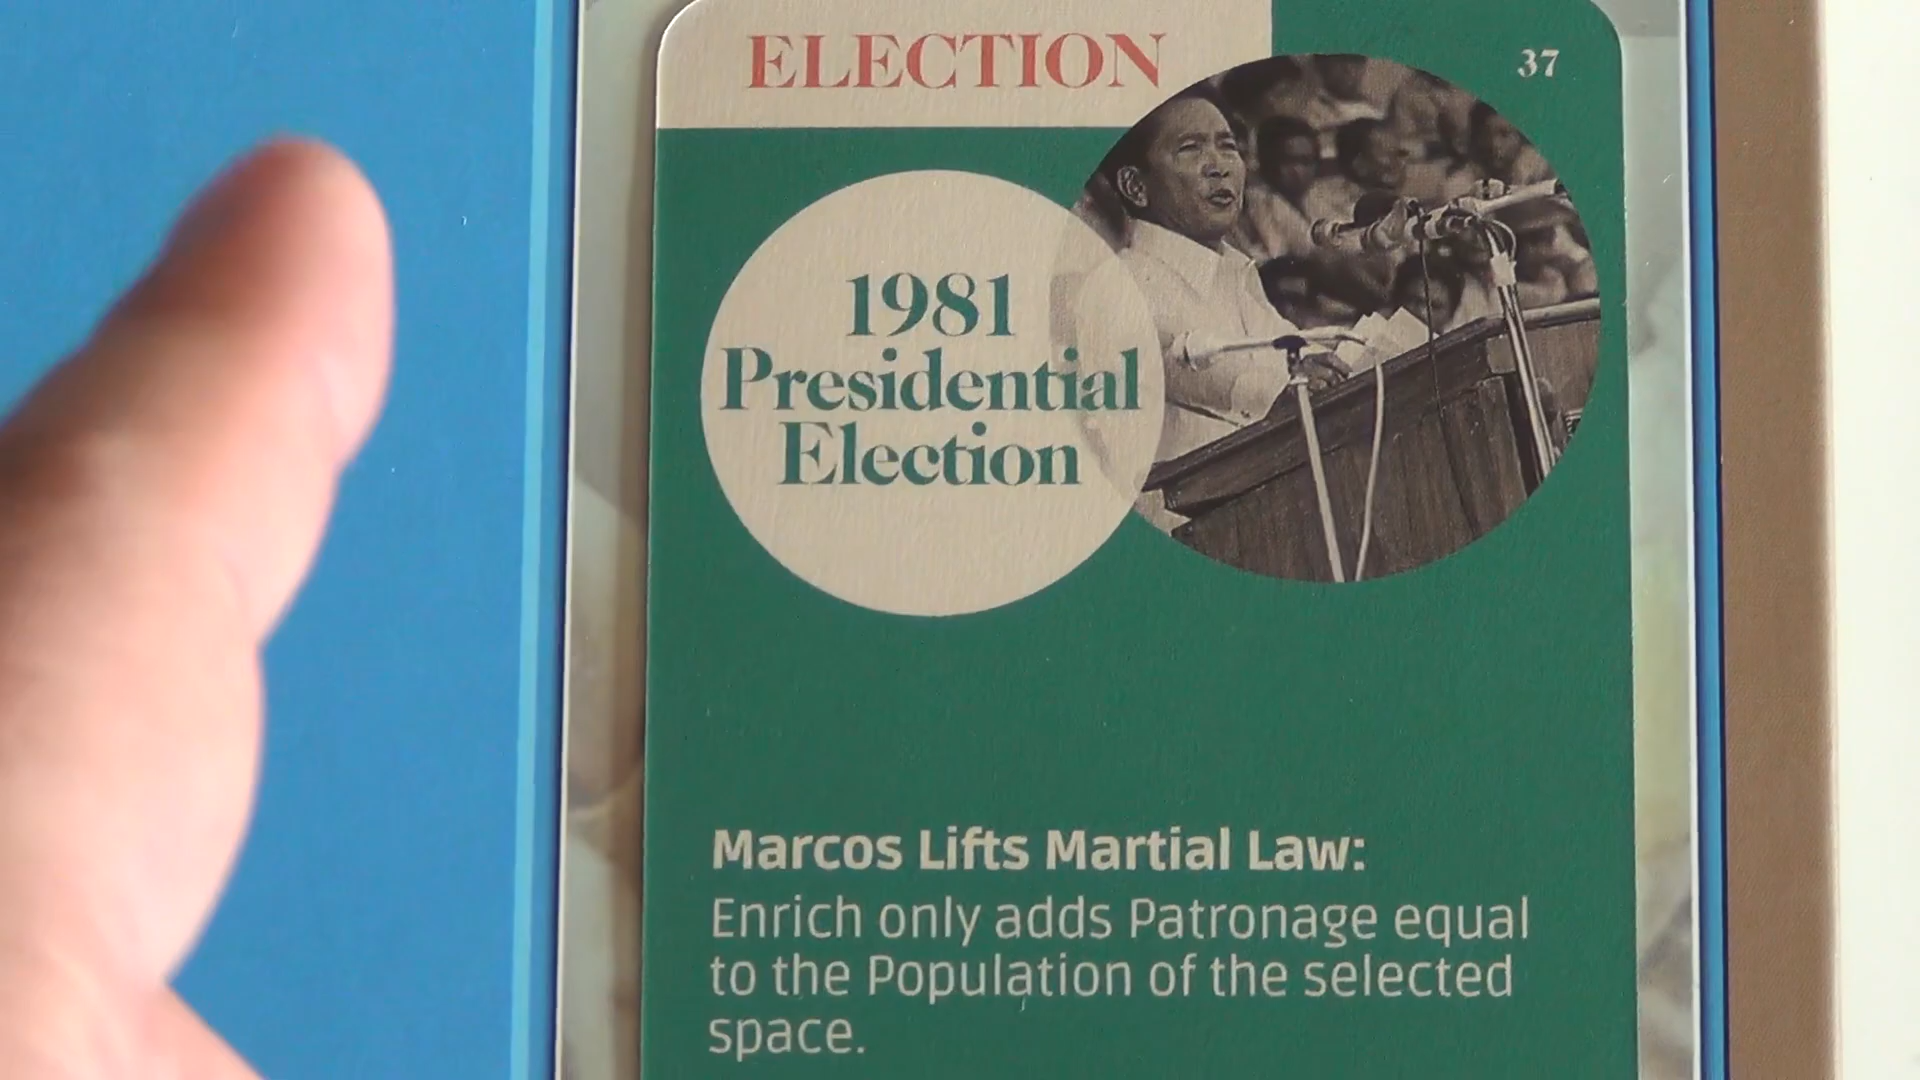 ELECTION
37
1981
Presidential
Election
Marcos Lifts Martial Law:
Enrich only adds Patronage equal
to the Population of the selected
space.